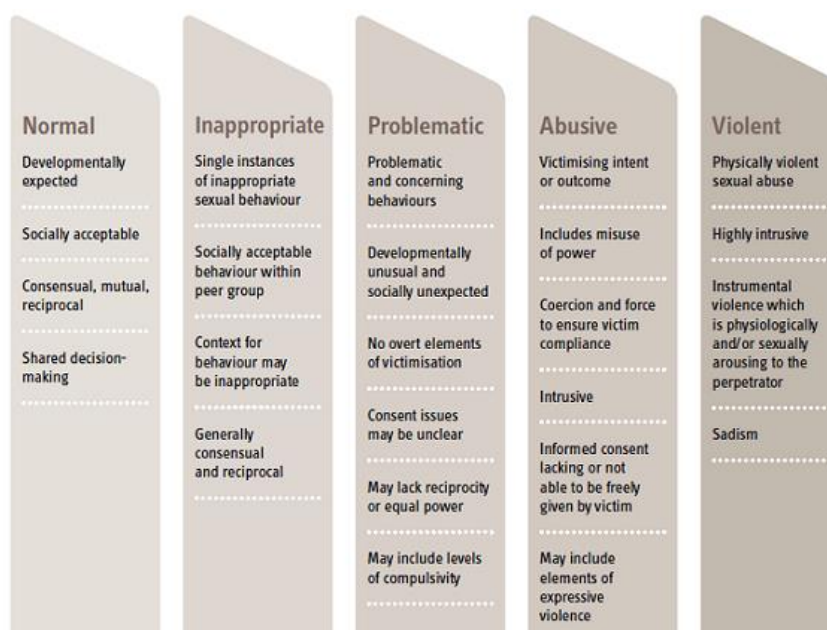 Normal
Developmentally
expected
Socially acceptable
Consensual, mutual,
reciprocal
Shared decision-
making
Inappropriate
Single instances
of inappropriate
sexual behaviour
Socially acceptable
behaviour within
peer group
Context for
behaviour may
be inappropriate
Generally
consensual
and reciprocal
Problematic
Problematic
and concerning
behaviours
Developmentally
unusual and
socially unexpected
No overt elements
of victimisation
Consent issues
may be unclear
May lack reciprocity
or equal power
May include levels
of compulsivity
Abusive
Victimising intent
or outcome
Includes misuse
of power
Coercion and force
to ensure victim
compliance
Intrusive
Informed consent
lacking or not
able to be freely
given by victim
May include
elements of
expressive
violence
Violent
Physically violent
sexual abuse
Highly intrusive
Instrumental
violence which
is physiologically
and/or sexually
arousing to the
perpetrator
Sadism